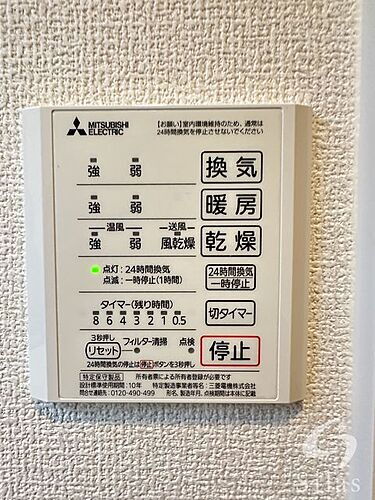 MITSUBISHI
ELECTRIC
【お願い】室内環境維持のため、通常は
24時間換気を停止させないでください
強 弱 換気
強 弱 暖房
温風 送風
強 弱 風乾燥 乾燥
点灯:24時間換気
点滅:一時停止(1時間)
24時間換気
一時停止
タイマー(残り時間)
8 6 4 3 2 1 0.5
切タイマー
3秒押し
リセット フィルター清掃 点検
停止
24時間換気の停止は停止ボタンを3秒押し
特定保守製品 所有者票による所有者登録が必要です
設計標準使用期間:10年 特定製造事業者等名:三菱電機株式会社
問合せ連絡先:0120-490-499 形名、製造年月、点検期間は本体に記載